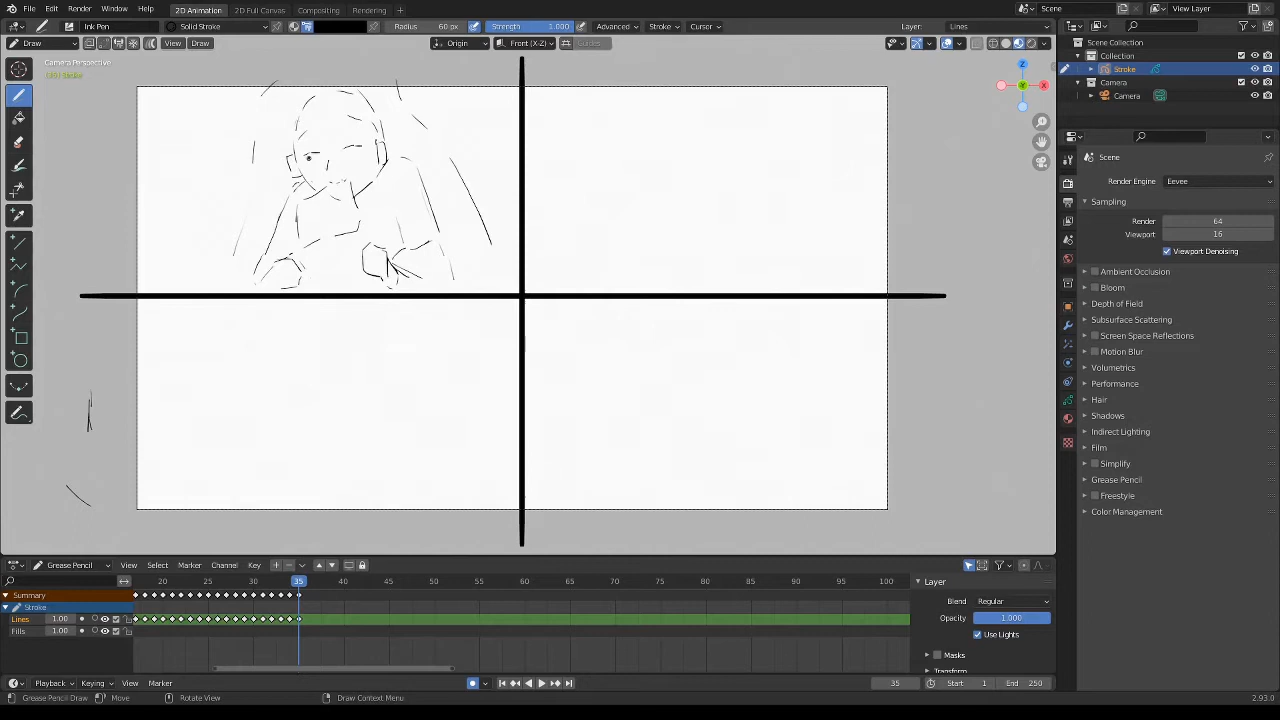 File Edit Render Window Help 2D Animation 2D Full Canvas Compositing Rendering Scene View Layer
Ink Pen Solid Stroke Radius 60 px Strength 1.000 Advanced Stroke Cursor Layer: Lines
Draw View Draw Origin Front (X-Z) Guides
Scene Collection
Collection
Stroke
Camera
Camera
Camera Perspective
(35) Stroke
Z
Y
X
Scene
Render Engine Eevee
Sampling
Render 64
Viewport 16
Viewport Denoising
Ambient Occlusion
Bloom
Depth of Field
Subsurface Scattering
Screen Space Reflections
Motion Blur
Volumetrics
Performance
Hair
Shadows
Indirect Lighting
Film
Simplify
Grease Pencil
Freestyle
Color Management
Grease Pencil View Select Marker Channel Frame Key
20 25 30 35 40 45 50 55 60 65 70 75 80 85 90 95 100
Summary
Stroke
Lines 1.00
Fills 1.00
Layer
Blend Regular
Opacity 1.000
Use Lights
Masks
Transform
Playback Keying View Marker 35 Start 1 End 250
Grease Pencil Draw Move Rotate View Draw Context Menu 2.93.0